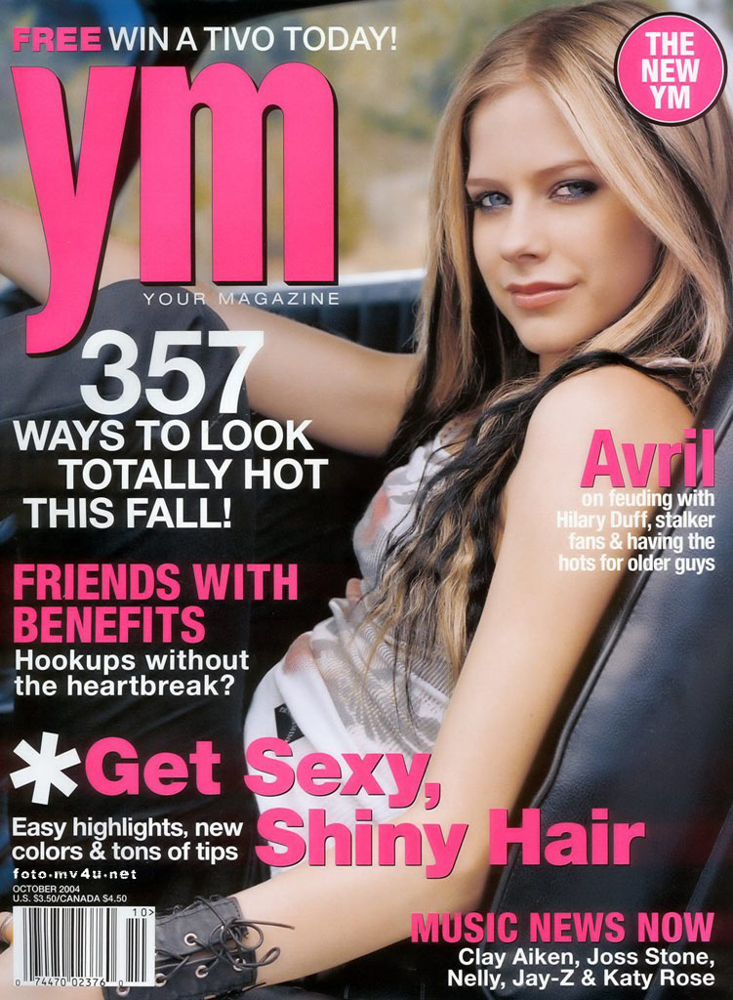 FREE WIN A TIVO TODAY!
THE
NEW
YM
ym
YOUR MAGAZINE
357
WAYS TO LOOK
TOTALLY HOT
THIS FALL!
Avril
on feuding with
Hilary Duff, stalker
fans & having the
hots for older guys
FRIENDS WITH
BENEFITS
Hookups without
the heartbreak?
*Get Sexy,
Shiny Hair
Easy highlights, new
colors & tons of tips
foto.mv4u.net
OCTOBER 2004
U.S. $3.50/CANADA $4.50
10>
0 74470 02376 0
MUSIC NEWS NOW
Clay Aiken, Joss Stone,
Nelly, Jay-Z & Katy Rose